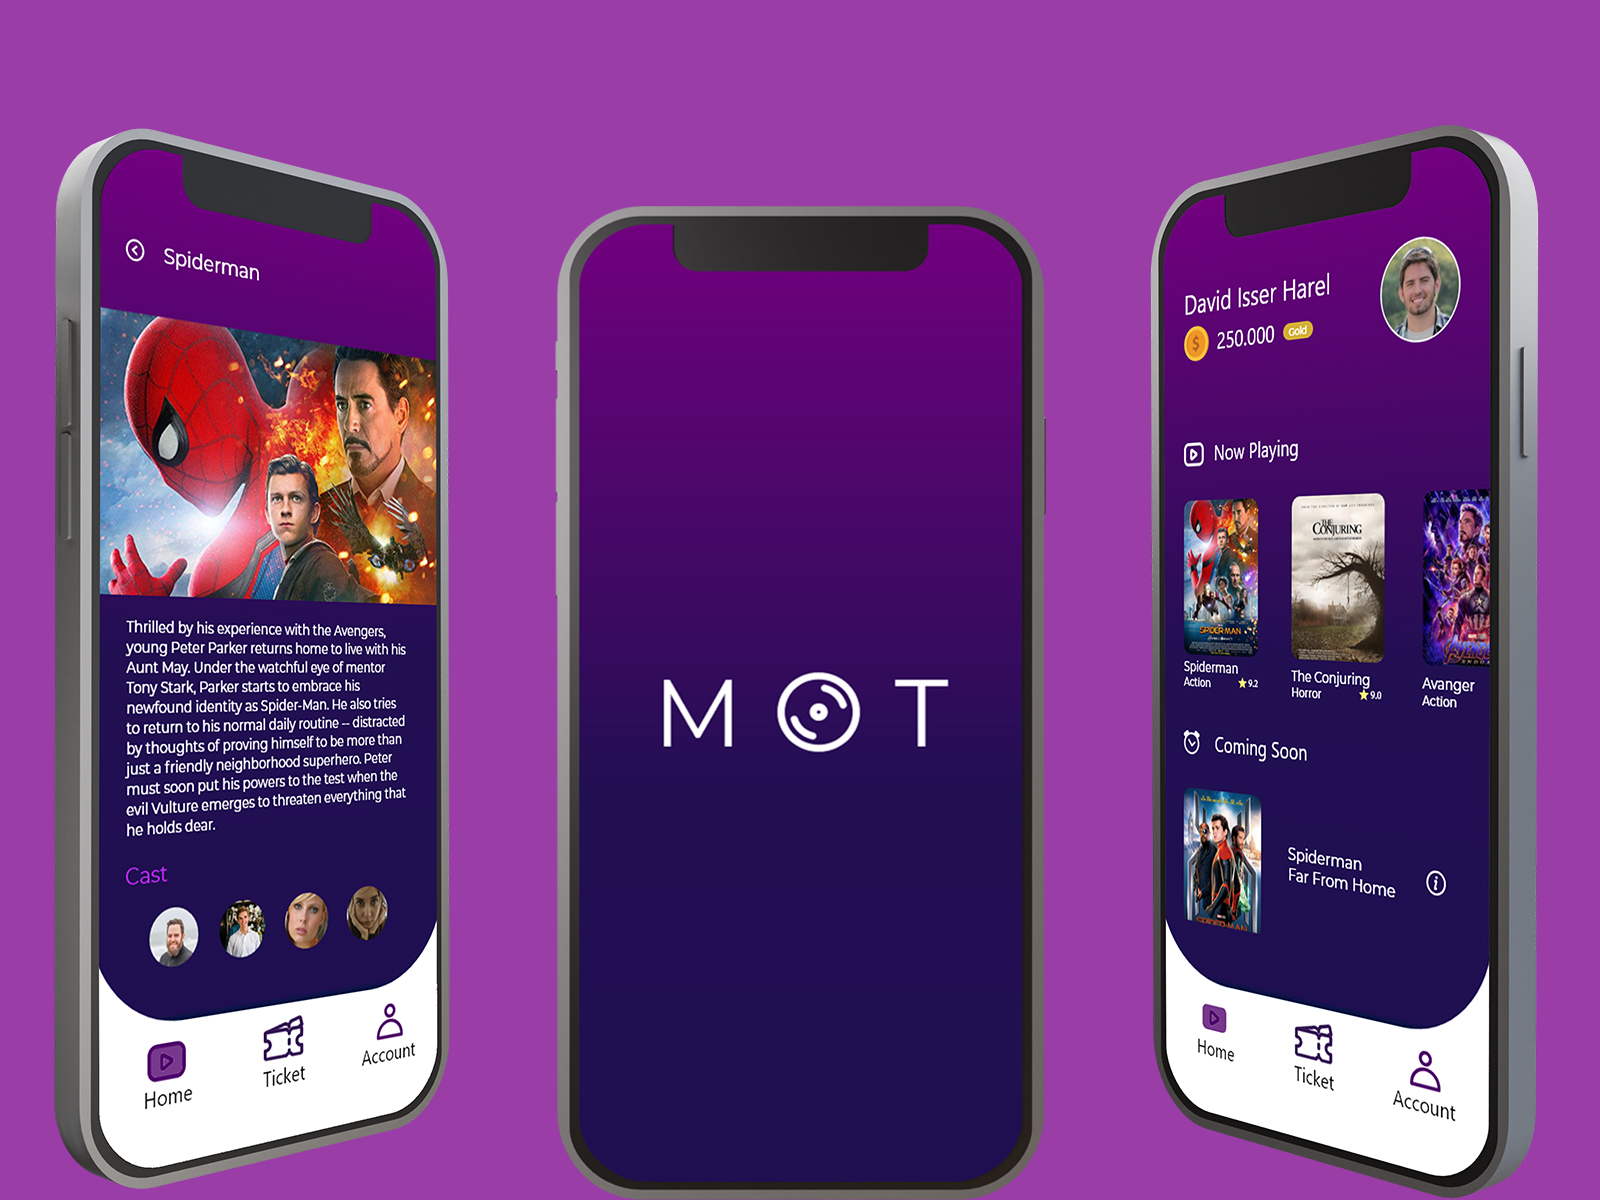 Spiderman
Thrilled by his experience with the Avengers,
young Peter Parker returns home to live with his
Aunt May. Under the watchful eye of mentor
Tony Stark, Parker starts to embrace his
newfound identity as Spider-Man. He also tries
to return to his normal daily routine -- distracted
by thoughts of proving himself to be more than
just a friendly neighborhood superhero. Peter
must soon put his powers to the test when the
evil Vulture emerges to threaten everything that
he holds dear.
Cast
Home
Ticket
Account
M O T
David Isser Harel
$ 250.000 Gold
Now Playing
SPIDER-MAN
THE
CONJURING
Spiderman
Action 9.2
The Conjuring
Horror 9.0
Avanger
Action
Coming Soon
SPIDER-MAN
Spiderman
Far From Home
Home
Ticket
Account